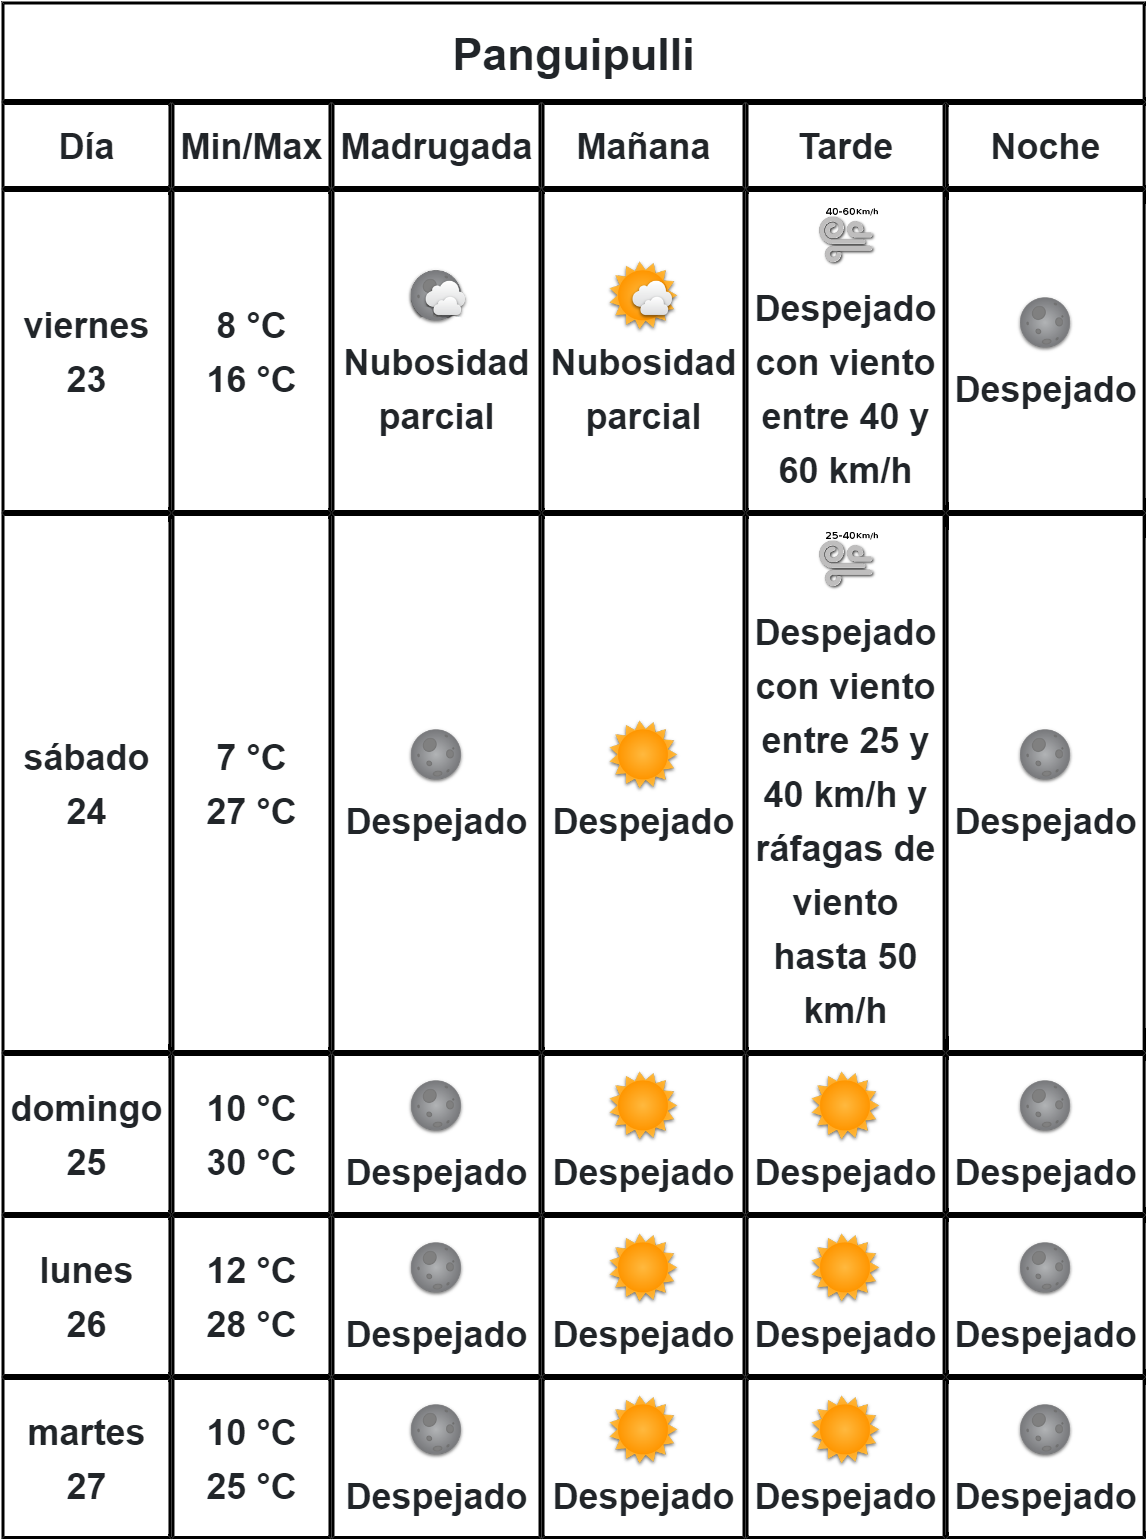 Panguipulli
Día
Min/Max
Madrugada
Mañana
Tarde
Noche
viernes
23
8 °C
16 °C
Nubosidad
parcial
Nubosidad
parcial
40-60Km/h
Despejado
con viento
entre 40 y
60 km/h
Despejado
sábado
24
7 °C
27 °C
Despejado
Despejado
25-40Km/h
Despejado
con viento
entre 25 y
40 km/h y
ráfagas de
viento
hasta 50
km/h
Despejado
domingo
25
10 °C
30 °C
Despejado
Despejado
Despejado
Despejado
lunes
26
12 °C
28 °C
Despejado
Despejado
Despejado
Despejado
martes
27
10 °C
25 °C
Despejado
Despejado
Despejado
Despejado